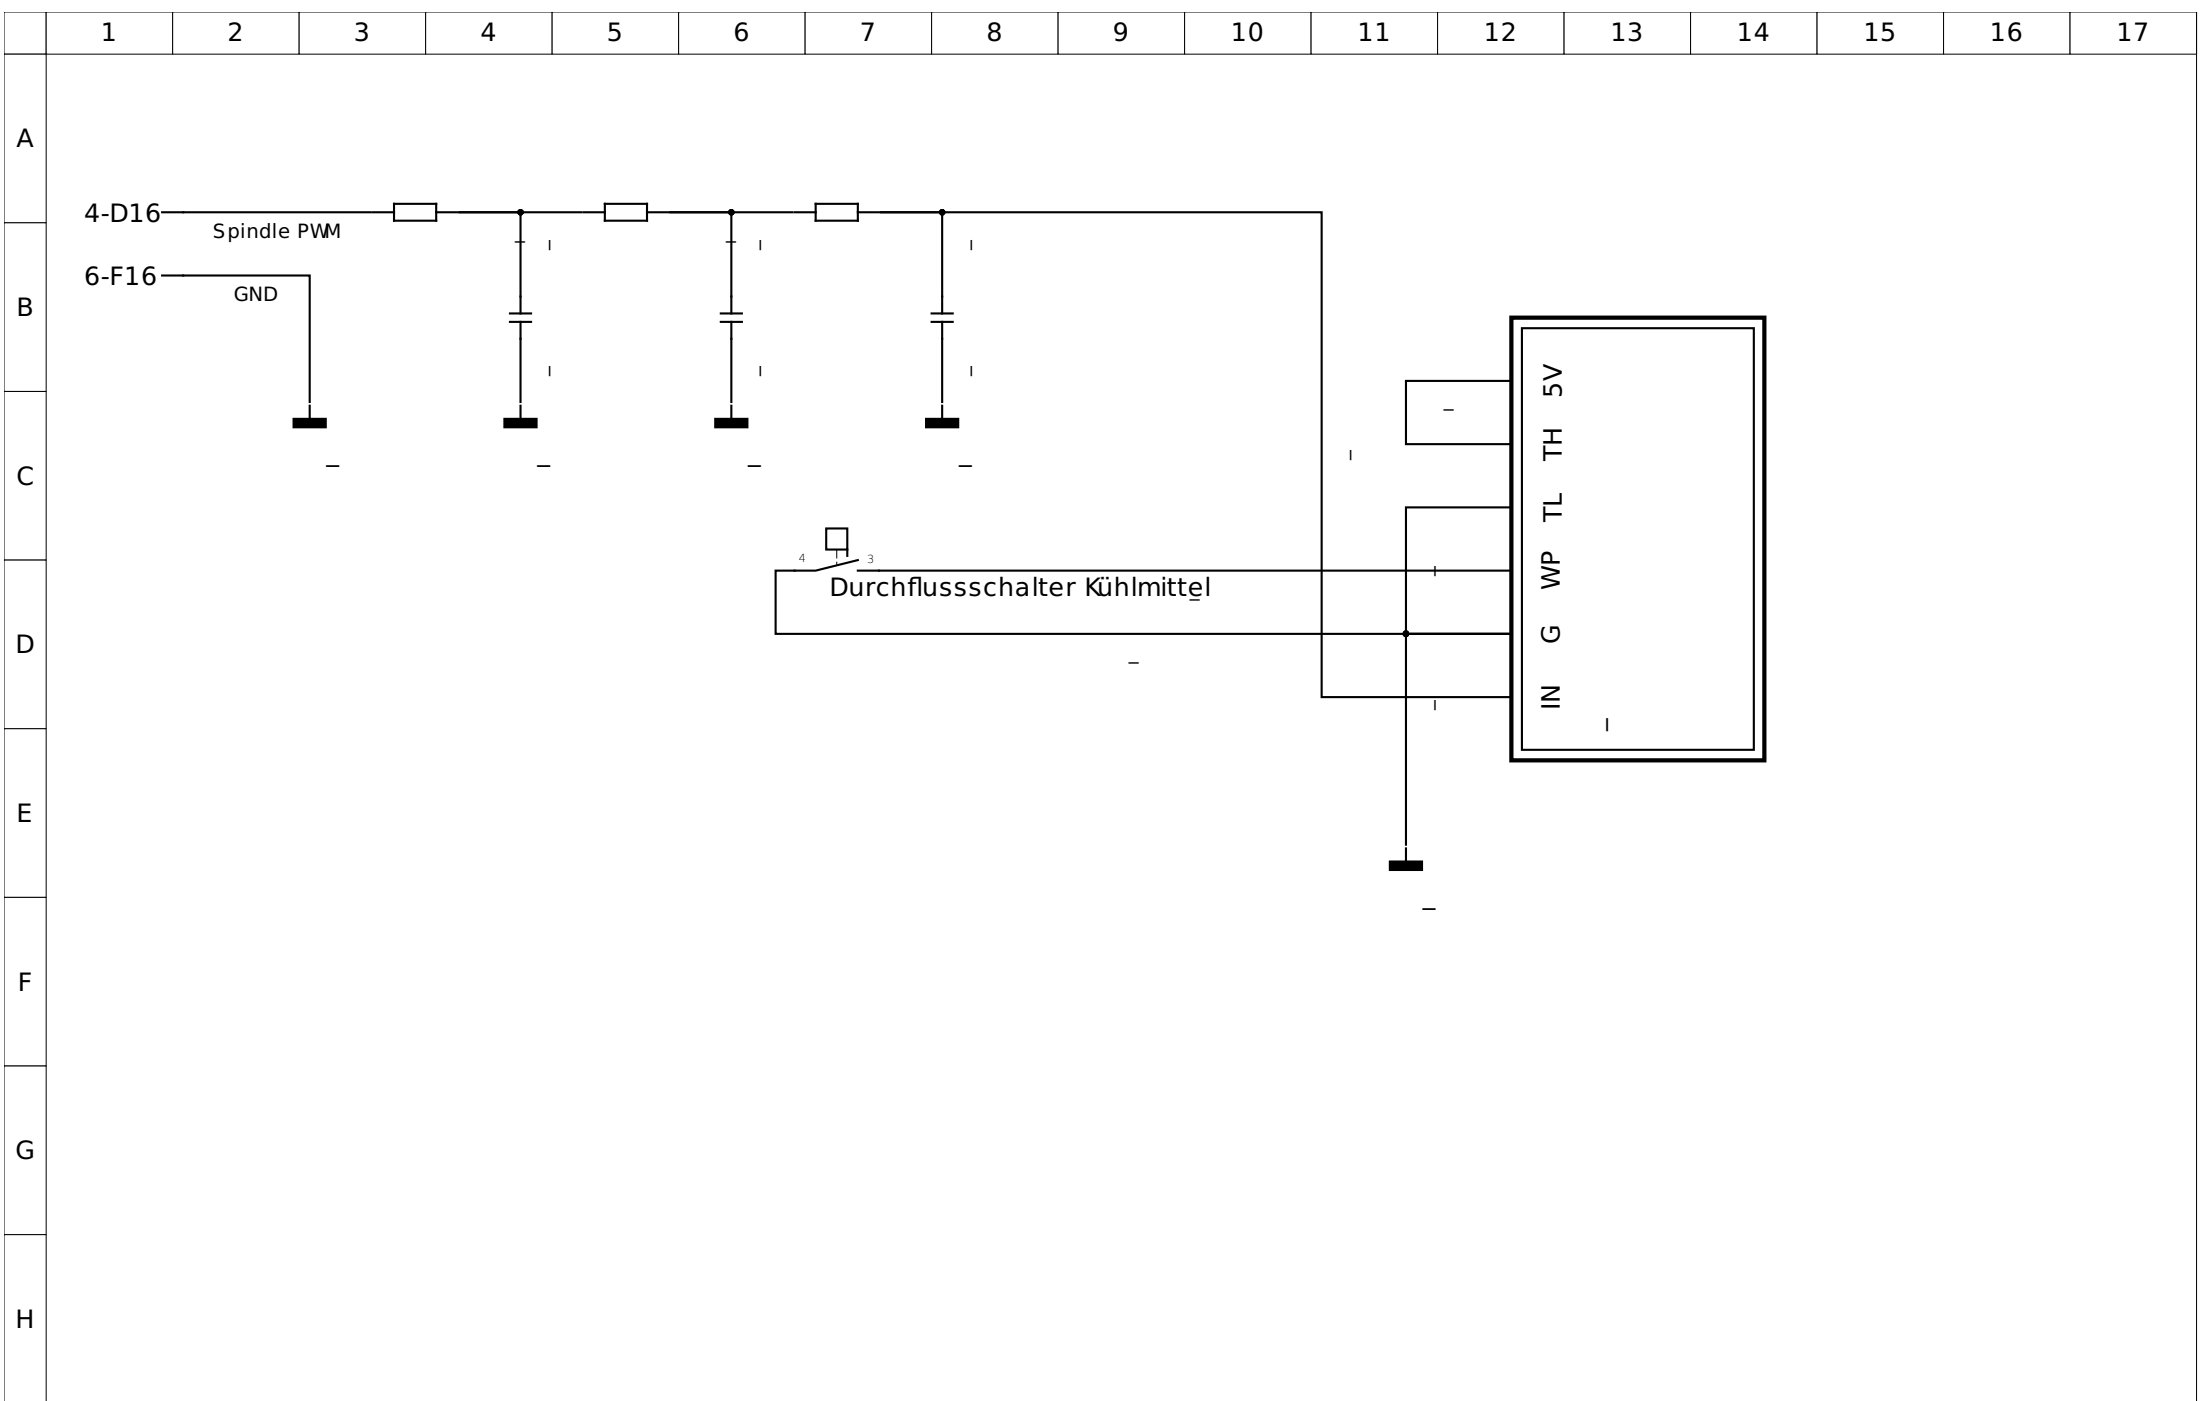 1 2 3 4 5 6 7 8 9 10 11 12 13 14 15 16 17
A
4-D16
Spindle PWM
6-F16
GND
B
5V
TH
C
TL
4 3
WP
Durchflussschalter Kühlmittel
G
D
IN
E
F
G
H